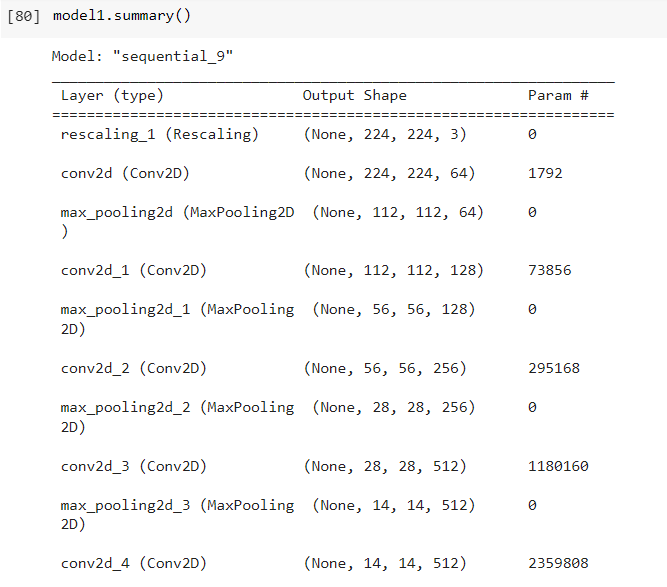 [80] model1.summary()
Model: "sequential_9"
Layer (type) Output Shape Param #
=================================================================
rescaling_1 (Rescaling) (None, 224, 224, 3) 0
conv2d (Conv2D) (None, 224, 224, 64) 1792
max_pooling2d (MaxPooling2D (None, 112, 112, 64) 0
)
conv2d_1 (Conv2D) (None, 112, 112, 128) 73856
max_pooling2d_1 (MaxPooling (None, 56, 56, 128) 0
2D)
conv2d_2 (Conv2D) (None, 56, 56, 256) 295168
max_pooling2d_2 (MaxPooling (None, 28, 28, 256) 0
2D)
conv2d_3 (Conv2D) (None, 28, 28, 512) 1180160
max_pooling2d_3 (MaxPooling (None, 14, 14, 512) 0
2D)
conv2d_4 (Conv2D) (None, 14, 14, 512) 2359808